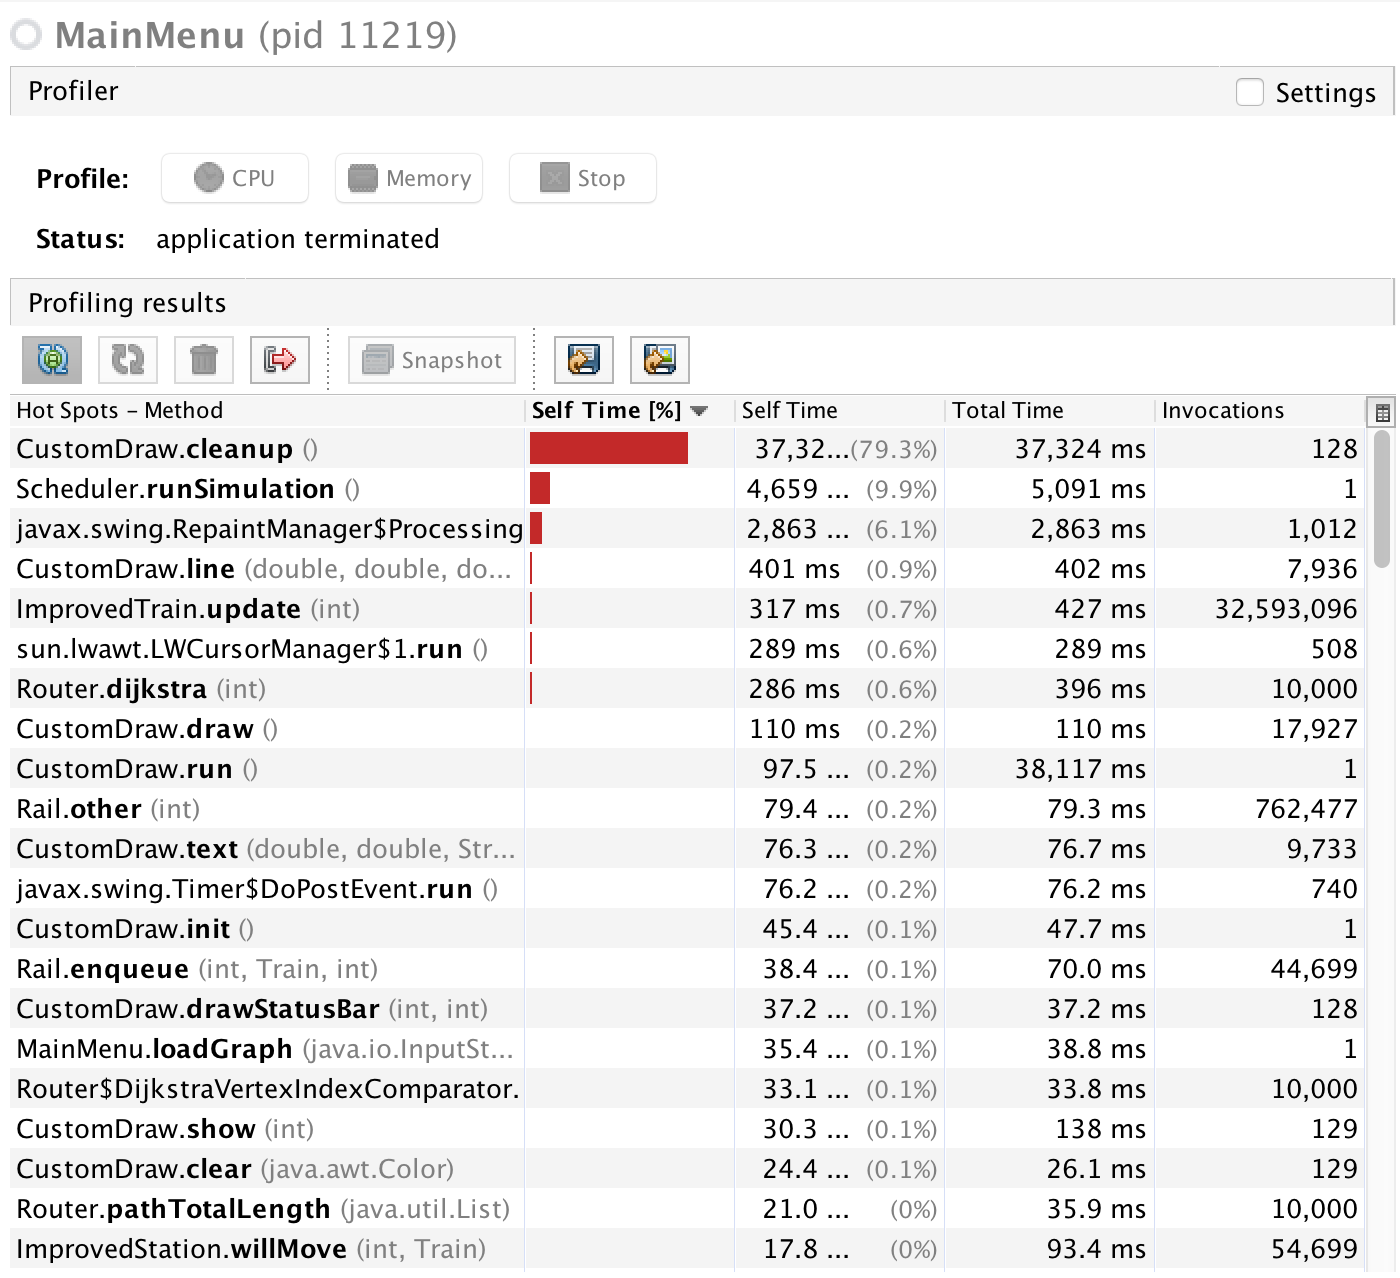 MainMenu (pid 11219)
Profiler Settings
Profile: CPU Memory Stop
Status: application terminated
Profiling results
Snapshot
Hot Spots – Method Self Time [%] Self Time Total Time Invocations
CustomDraw.cleanup () 37,32...(79.3%) 37,324 ms 128
Scheduler.runSimulation () 4,659 ... (9.9%) 5,091 ms 1
javax.swing.RepaintManager$Processing 2,863 ... (6.1%) 2,863 ms 1,012
CustomDraw.line (double, double, do... 401 ms (0.9%) 402 ms 7,936
ImprovedTrain.update (int) 317 ms (0.7%) 427 ms 32,593,096
sun.lwawt.LWCursorManager$1.run () 289 ms (0.6%) 289 ms 508
Router.dijkstra (int) 286 ms (0.6%) 396 ms 10,000
CustomDraw.draw () 110 ms (0.2%) 110 ms 17,927
CustomDraw.run () 97.5 ... (0.2%) 38,117 ms 1
Rail.other (int) 79.4 ... (0.2%) 79.3 ms 762,477
CustomDraw.text (double, double, Str... 76.3 ... (0.2%) 76.7 ms 9,733
javax.swing.Timer$DoPostEvent.run () 76.2 ... (0.2%) 76.2 ms 740
CustomDraw.init () 45.4 ... (0.1%) 47.7 ms 1
Rail.enqueue (int, Train, int) 38.4 ... (0.1%) 70.0 ms 44,699
CustomDraw.drawStatusBar (int, int) 37.2 ... (0.1%) 37.2 ms 128
MainMenu.loadGraph (java.io.InputSt... 35.4 ... (0.1%) 38.8 ms 1
Router$DijkstraVertexIndexComparator. 33.1 ... (0.1%) 33.8 ms 10,000
CustomDraw.show (int) 30.3 ... (0.1%) 138 ms 129
CustomDraw.clear (java.awt.Color) 24.4 ... (0.1%) 26.1 ms 129
Router.pathTotalLength (java.util.List) 21.0 ... (0%) 35.9 ms 10,000
ImprovedStation.willMove (int, Train) 17.8 ... (0%) 93.4 ms 54,699